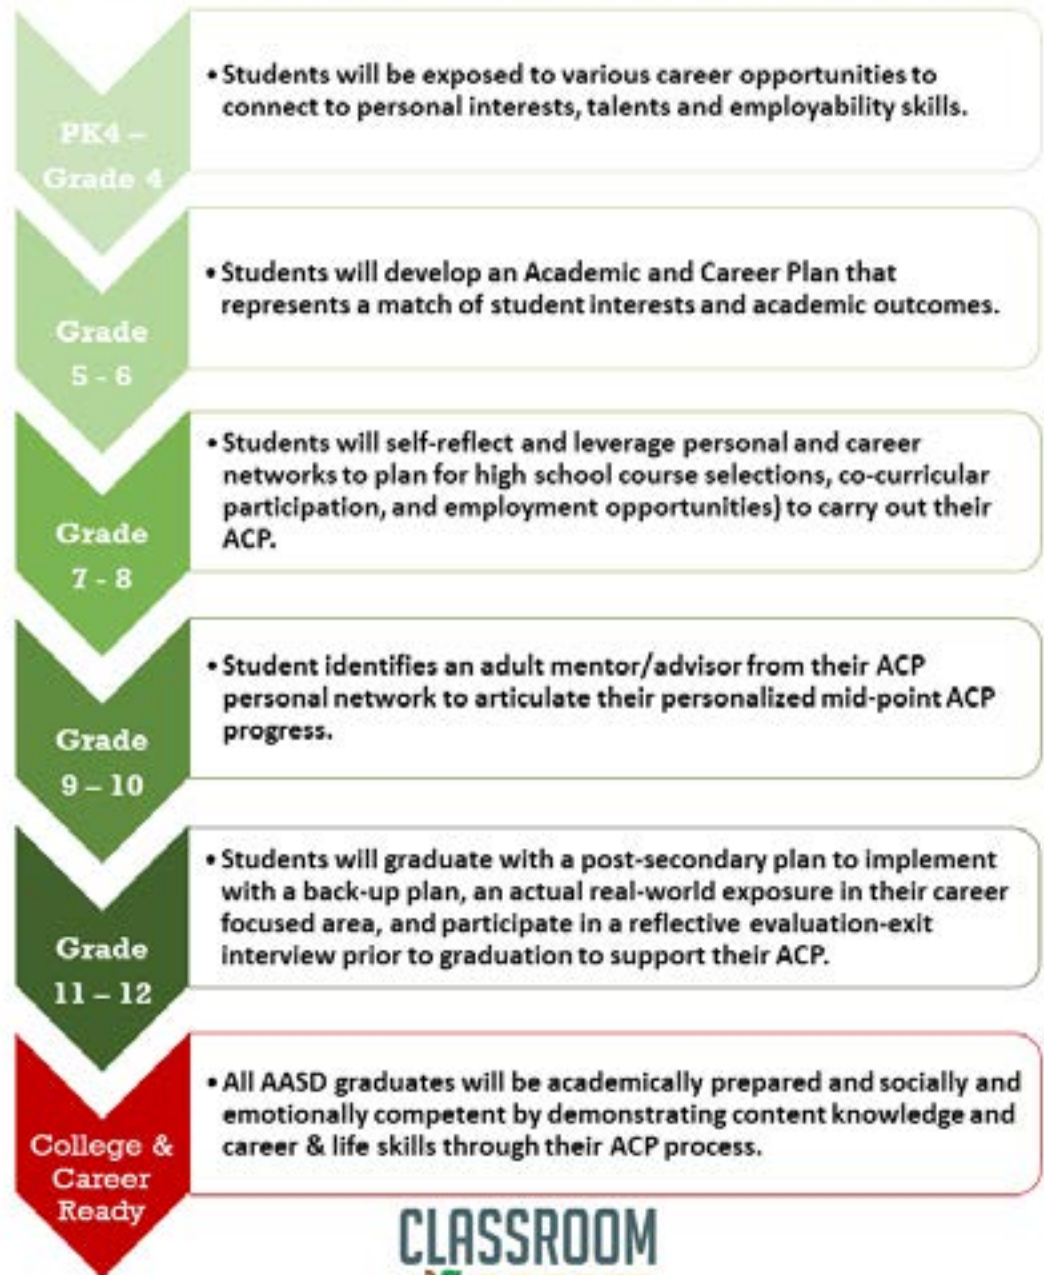 PK4 –
Grade 4
• Students will be exposed to various career opportunities to
connect to personal interests, talents and employability skills.
Grade
5 - 6
• Students will develop an Academic and Career Plan that
represents a match of student interests and academic outcomes.
Grade
7 - 8
• Students will self-reflect and leverage personal and career
networks to plan for high school course selections, co-curricular
participation, and employment opportunities) to carry out their
ACP.
Grade
9 – 10
• Student identifies an adult mentor/advisor from their ACP
personal network to articulate their personalized mid-point ACP
progress.
Grade
11 – 12
• Students will graduate with a post-secondary plan to implement
with a back-up plan, an actual real-world exposure in their career
focused area, and participate in a reflective evaluation-exit
interview prior to graduation to support their ACP.
College &
Career
Ready
• All AASD graduates will be academically prepared and socially and
emotionally competent by demonstrating content knowledge and
career & life skills through their ACP process.
CLASSROOM